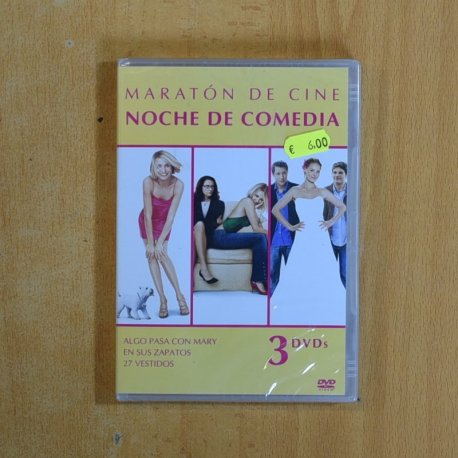 MARATÓN DE CINE
NOCHE DE COMEDIA
€ 6.00
ALGO PASA CON MARY
EN SUS ZAPATOS
27 VESTIDOS
3 DVDs
DVD
VIDEO